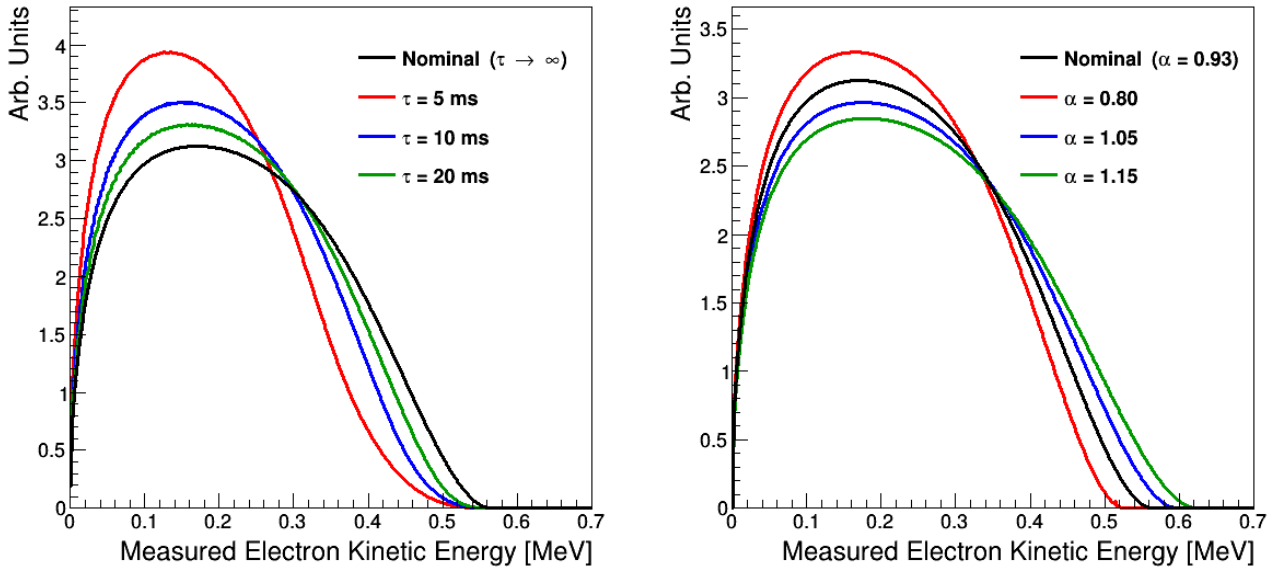 Arb. Units
4
3.5
3
2.5
2
1.5
1
0.5
0
Nominal (τ → ∞)
τ = 5 ms
τ = 10 ms
τ = 20 ms
0 0.1 0.2 0.3 0.4 0.5 0.6 0.7
Measured Electron Kinetic Energy [MeV]
Arb. Units
3.5
3
2.5
2
1.5
1
0.5
0
Nominal (α = 0.93)
α = 0.80
α = 1.05
α = 1.15
0 0.1 0.2 0.3 0.4 0.5 0.6 0.7
Measured Electron Kinetic Energy [MeV]